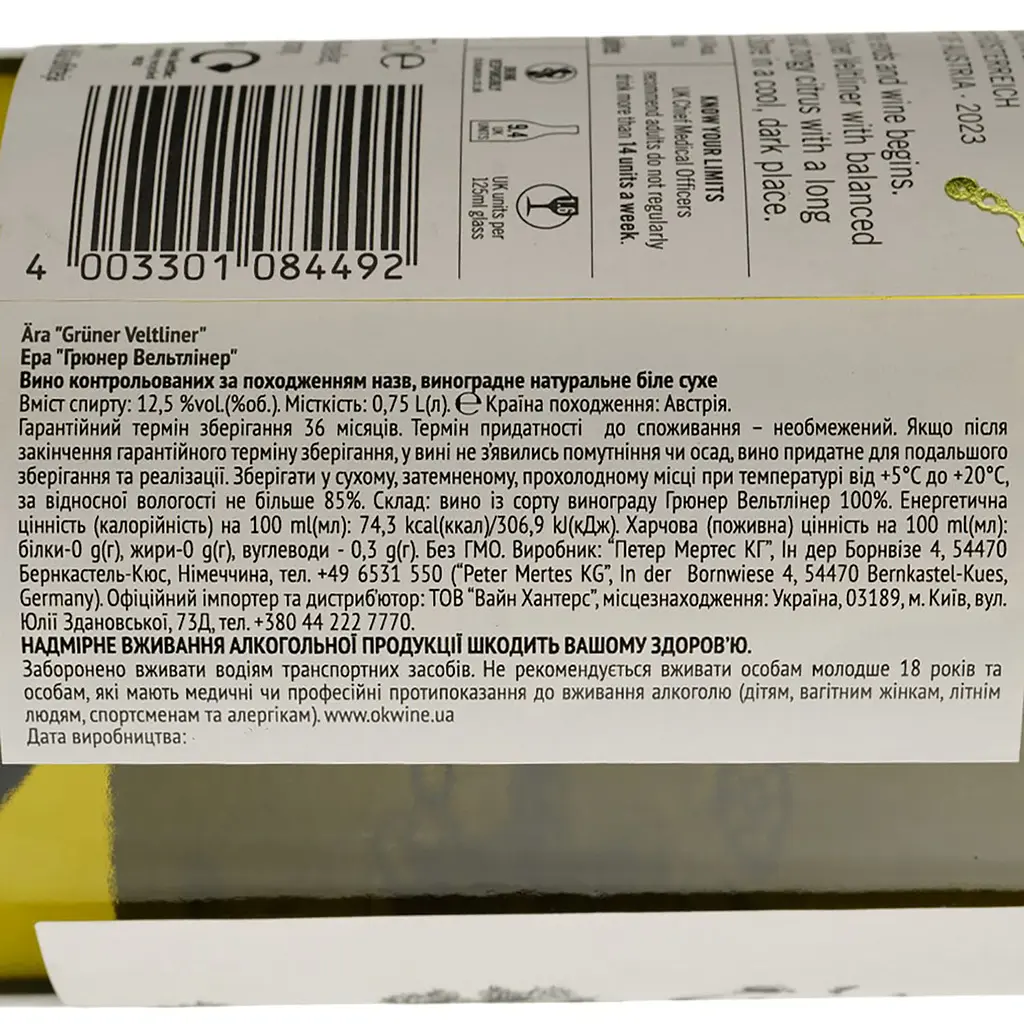 ÖSTERREICH
AUSTRIA · 2023
and wine begins.
Veltliner with balanced
citrus with a long
in a cool, dark place.
KNOW YOUR LIMITS
UK Chief Medical Officers
recommend adults do not regularly
drink more than 14 units a week.
DRINK
RESPONSIBLY
9,4
UK
UNITS
1,5
UK units per
125ml glass
4 003301 084492
Ära "Grüner Veltliner"
Ера "Грюнер Вельтлінер"
Вино контрольованих за походженням назв, виноградне натуральне біле сухе
Вміст спирту: 12,5 %vol.(%об.). Місткість: 0,75 L(л). ℮ Країна походження: Австрія.
Гарантійний термін зберігання 36 місяців. Термін придатності до споживання – необмежений. Якщо після
закінчення гарантійного терміну зберігання, у вині не з'явились помутніння чи осад, вино придатне для подальшого
зберігання та реалізації. Зберігати у сухому, затемненому, прохолодному місці при температурі від +5°С до +20°С,
за відносної вологості не більше 85%. Склад: вино із сорту винограду Грюнер Вельтлінер 100%. Енергетична
цінність (калорійність) на 100 ml(мл): 74,3 kcal(ккал)/306,9 kJ(кДж). Харчова (поживна) цінність на 100 ml(мл):
білки-0 g(г), жири-0 g(г), вуглеводи - 0,3 g(г). Без ГМО. Виробник: "Петер Мертес КГ", Ін дер Борнвізе 4, 54470
Бернкастель-Кюс, Німеччина, тел. +49 6531 550 ("Peter Mertes KG", In der Bornwiese 4, 54470 Bernkastel-Kues,
Germany). Офіційний імпортер та дистриб'ютор: ТОВ "Вайн Хантерс", місцезнаходження: Україна, 03189, м. Київ, вул.
Юлії Здановської, 73Д, тел. +380 44 222 7770.
НАДМІРНЕ ВЖИВАННЯ АЛКОГОЛЬНОЇ ПРОДУКЦІЇ ШКОДИТЬ ВАШОМУ ЗДОРОВ'Ю.
Заборонено вживати водіям транспортних засобів. Не рекомендується вживати особам молодше 18 років та
особам, які мають медичні чи професійні протипоказання до вживання алкоголю (дітям, вагітним жінкам, літнім
людям, спортсменам та алергікам). www.okwine.ua
Дата виробництва: